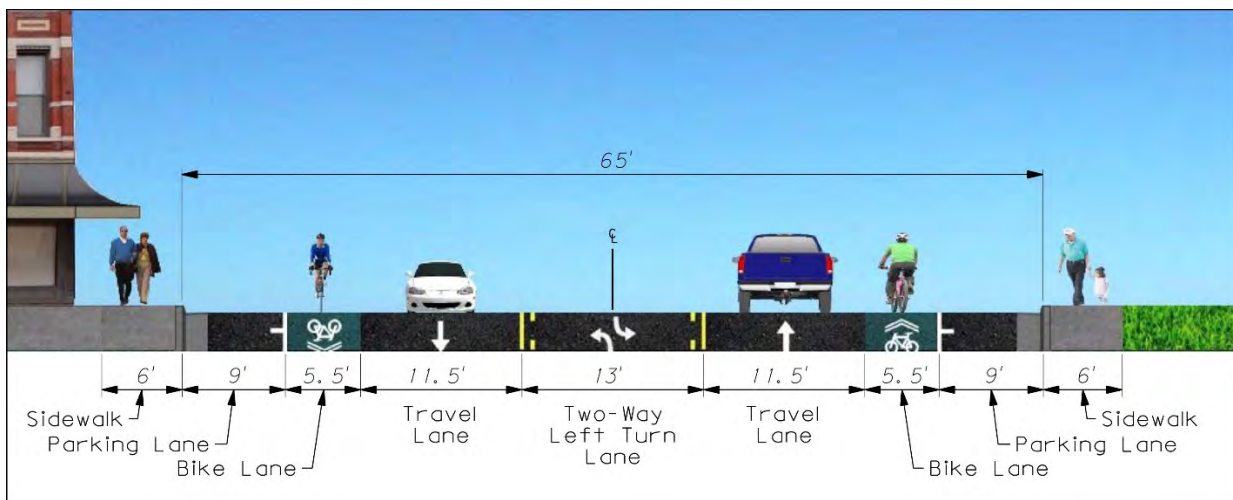 65'
℄
6'
9'
5.5'
11.5'
13'
11.5'
5.5'
9'
6'
Sidewalk
Parking Lane
Bike Lane
Travel
Lane
Two-Way
Left Turn
Lane
Travel
Lane
Bike Lane
Parking Lane
Sidewalk